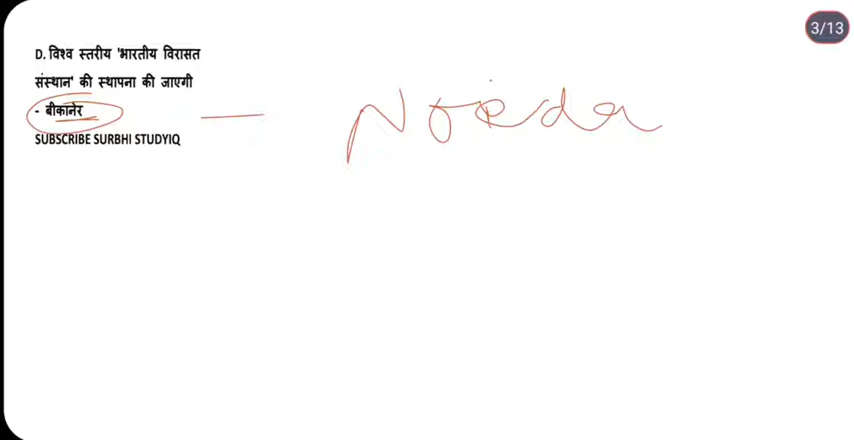 3/13
D. विश्व स्तरीय 'भारतीय विरासत
संस्थान' की स्थापना की जाएगी
- बीकानेर — Noida
SUBSCRIBE SURBHI STUDYIQ